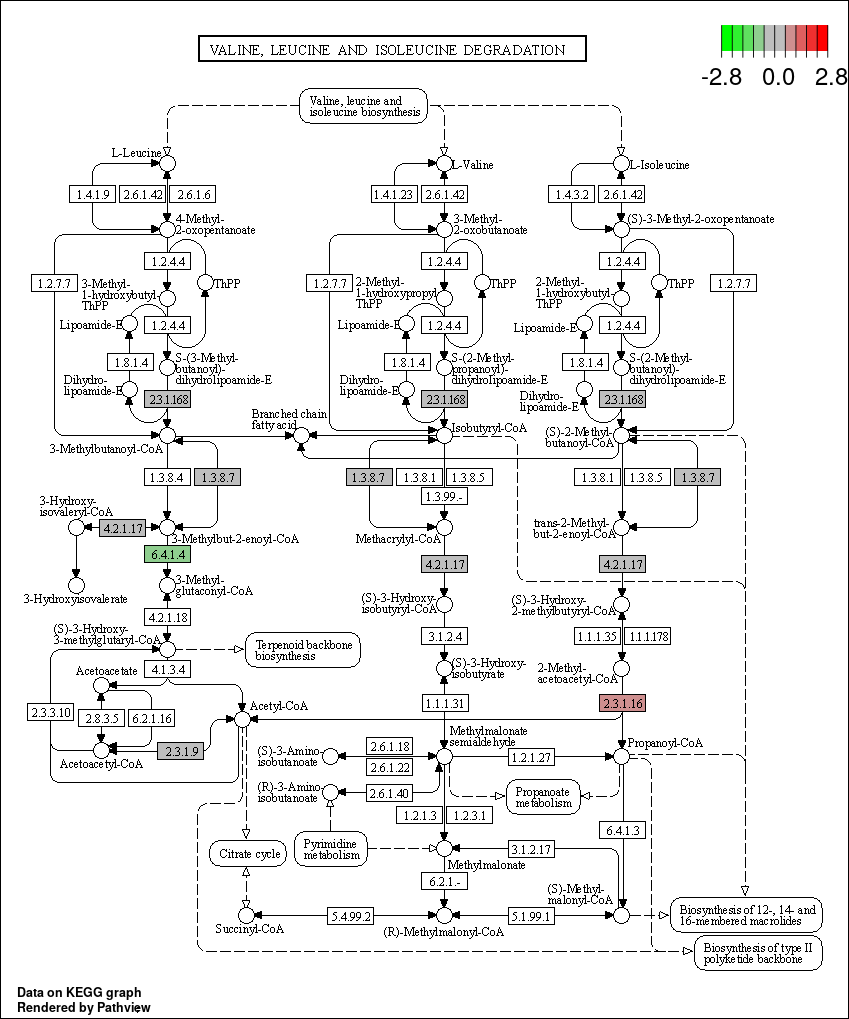 VALINE, LEUCINE AND ISOLEUCINE DEGRADATION
-2.8 0.0 2.8
Valine, leucine and
isoleucine biosynthesis
L-Leucine
L-Valine
L-Isoleucine
1.4.1.9 2.6.1.42 2.6.1.6
1.4.1.23 2.6.1.42
1.4.3.2 2.6.1.42
4-Methyl-
2-oxopentanoate
3-Methyl-
2-oxobutanoate
(S)-3-Methyl-2-oxopentanoate
1.2.4.4
1.2.4.4
1.2.4.4
1.2.7.7
3-Methyl-
1-hydroxybutyl-
ThPP
ThPP
1.2.7.7
2-Methyl-
1-hydroxypropyl-
ThPP
ThPP
2-Methyl-
1-hydroxybutyl-
ThPP
ThPP
1.2.7.7
Lipoamide-E
1.2.4.4
Lipoamide-E
1.2.4.4
Lipoamide-E
1.2.4.4
1.8.1.4
S-(3-Methyl-
butanoyl)-
dihydrolipoamide-E
1.8.1.4
S-(2-Methyl-
propanoyl)-
dihydrolipoamide-E
1.8.1.4
S-(2-Methyl-
butanoyl)-
dihydrolipoamide-E
Dihydro-
lipoamide-E
Dihydro-
lipoamide-E
Dihydro-
lipoamide-E
2.3.1.168
2.3.1.168
2.3.1.168
Branched chain
fatty acid
3-Methylbutanoyl-CoA
Isobutyryl-CoA
(S)-2-Methyl-
butanoyl-CoA
1.3.8.4 1.3.8.7
1.3.8.7 1.3.8.1 1.3.8.5
1.3.99.-
1.3.8.1 1.3.8.5 1.3.8.7
3-Hydroxy-
isovaleryl-CoA
4.2.1.17
3-Methylbut-2-enoyl-CoA
Methacrylyl-CoA
trans-2-Methyl-
but-2-enoyl-CoA
6.4.1.4
4.2.1.17
4.2.1.17
3-Hydroxyisovalerate
3-Methyl-
glutaconyl-CoA
(S)-3-Hydroxy-
isobutyryl-CoA
(S)-3-Hydroxy-
2-methylbutyryl-CoA
4.2.1.18
(S)-3-Hydroxy-
3-methylglutaryl-CoA
3.1.2.4
1.1.1.35 1.1.1.178
Terpenoid backbone
biosynthesis
4.1.3.4
(S)-3-Hydroxy-
isobutyrate
2-Methyl-
acetoacetyl-CoA
Acetoacetate
2.3.3.10 2.8.3.5 6.2.1.16
Acetyl-CoA
1.1.1.31
2.3.1.16
Acetoacetyl-CoA
2.3.1.9
Methylmalonate
semialdehyde
Propanoyl-CoA
(S)-3-Amino-
isobutanoate
2.6.1.18
2.6.1.22
1.2.1.27
(R)-3-Amino-
isobutanoate
2.6.1.40
Propanoate
metabolism
1.2.1.3 1.2.3.1
6.4.1.3
Citrate cycle
Pyrimidine
metabolism
3.1.2.17
Methylmalonate
6.2.1.-
(S)-Methyl-
malonyl-CoA
Succinyl-CoA
5.4.99.2
(R)-Methylmalonyl-CoA
5.1.99.1
Biosynthesis of 12-, 14- and
16-membered macrolides
Biosynthesis of type II
polyketide backbone
Data on KEGG graph
Rendered by Pathview